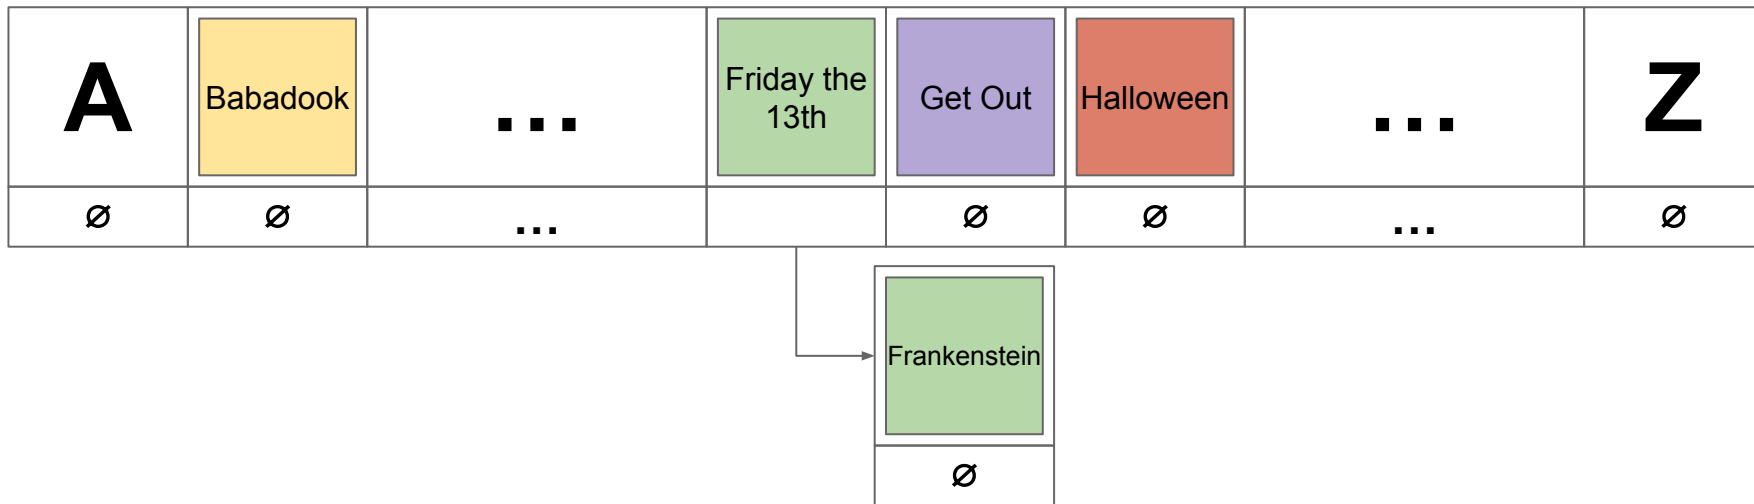 A
Babadook
...
Friday the
13th
Get Out
Halloween
...
Z
∅
∅
...
∅
∅
...
∅
Frankenstein
∅